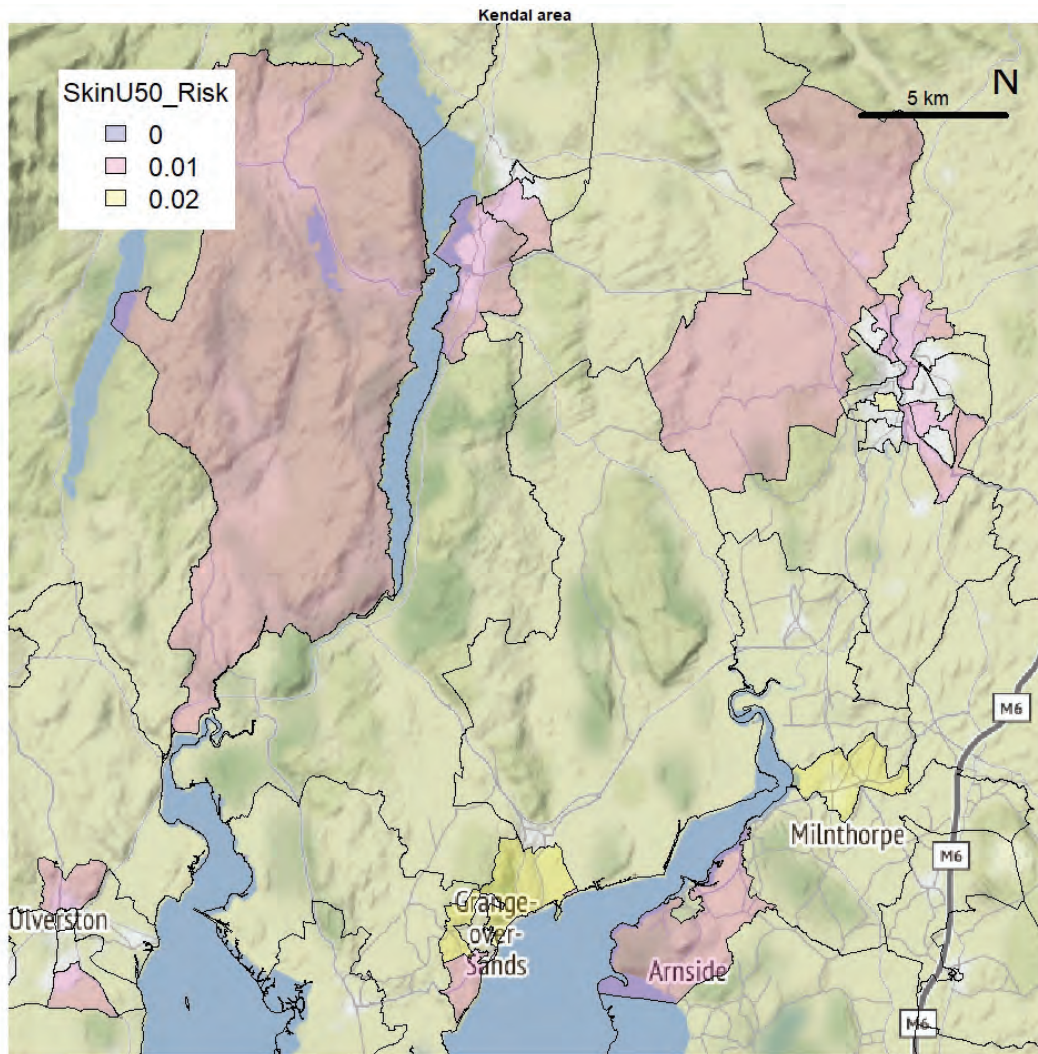 Kendal area
SkinU50_Risk
0
0.01
0.02
N
5 km
M6
Milnthorpe
M6
Ulverston
Grange-
over-
Sands
Arnside
M6